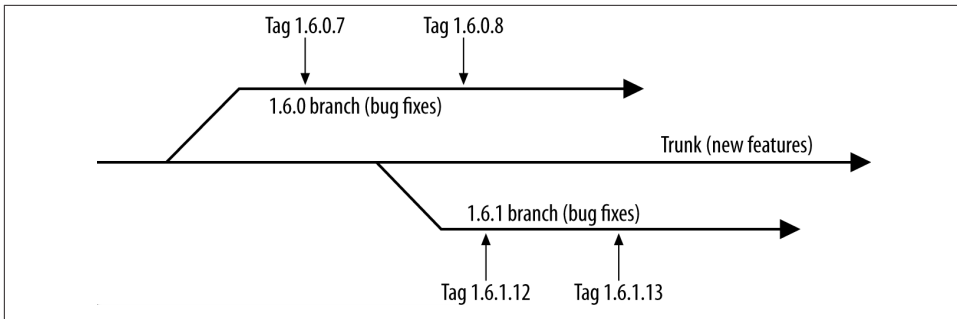 Tag 1.6.0.7 Tag 1.6.0.8
1.6.0 branch (bug fixes)
Trunk (new features)
1.6.1 branch (bug fixes)
Tag 1.6.1.12 Tag 1.6.1.13